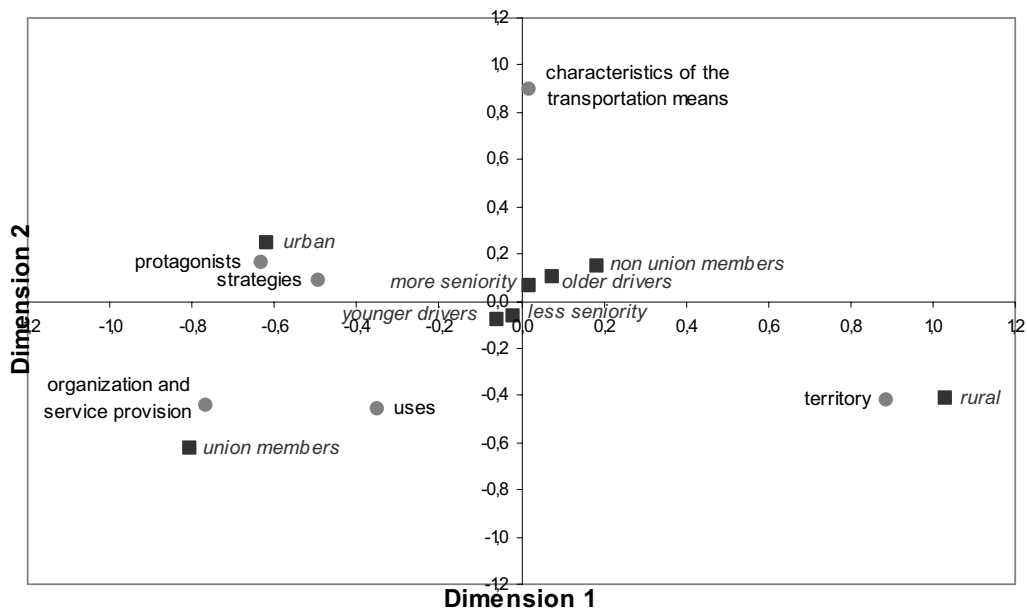 1,2
1,0
characteristics of the
transportation means
0,8
0,6
0,4
urban
protagonists
0,2
non union members
strategies
more seniority
older drivers
0,0
younger drivers
less seniority
-1,0
-0,8
-0,6
-0,4
-0,2
0,0
0,2
0,4
0,6
0,8
1,0
1,2
-0,2
Dimension 2
organization and
service provision
-0,4
uses
territory
rural
union members
-0,6
-0,8
-1,0
-1,2
Dimension 1